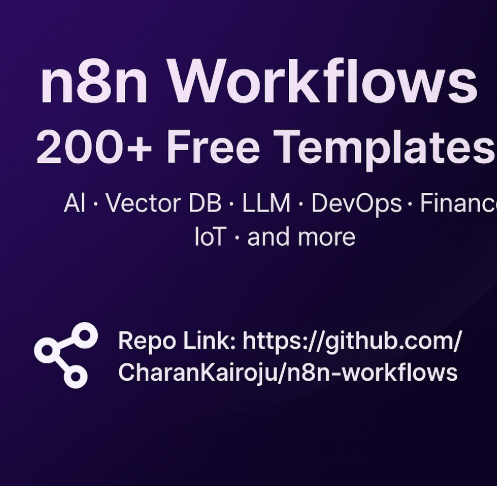 n8n Workflows
200+ Free Templates
AI · Vector DB · LLM · DevOps · Financ
IoT · and more
Repo Link: https://github.com/
CharanKairoju/n8n-workflows